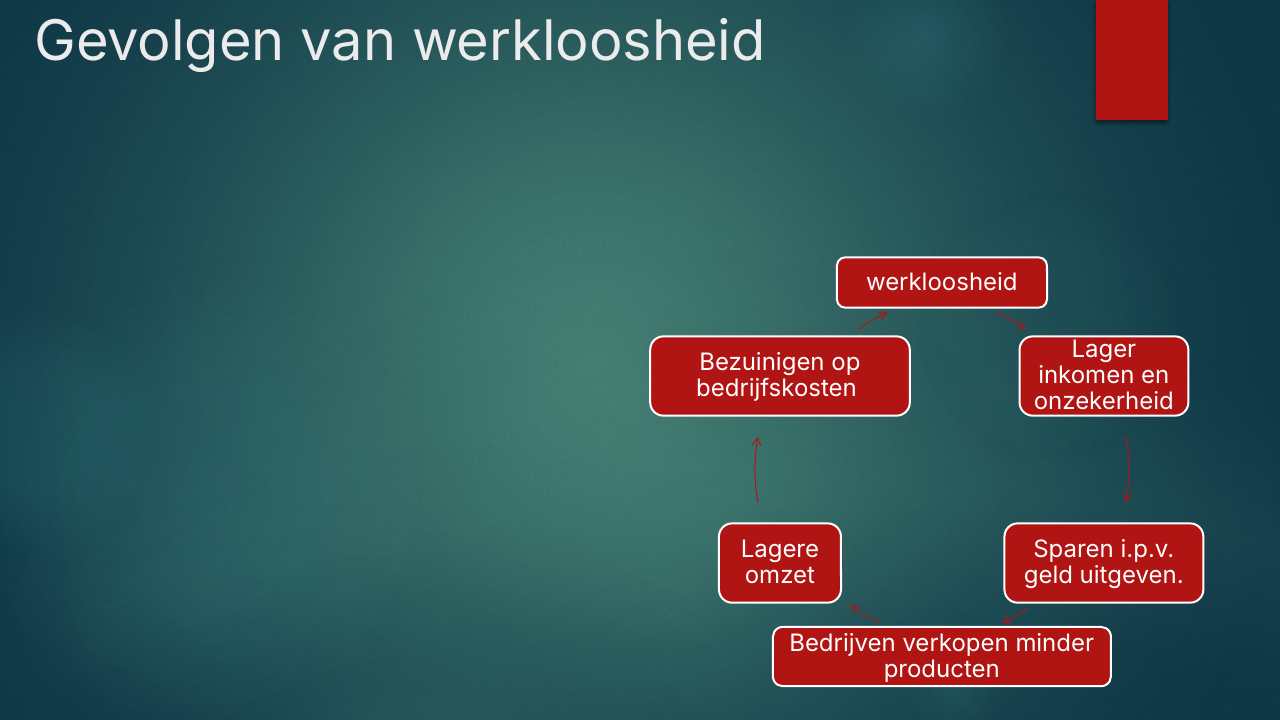 Gevolgen van werkloosheid
werkloosheid
Lager
inkomen en
onzekerheid
Sparen i.p.v.
geld uitgeven.
Bedrijven verkopen minder
producten
Lagere
omzet
Bezuinigen op
bedrijfskosten